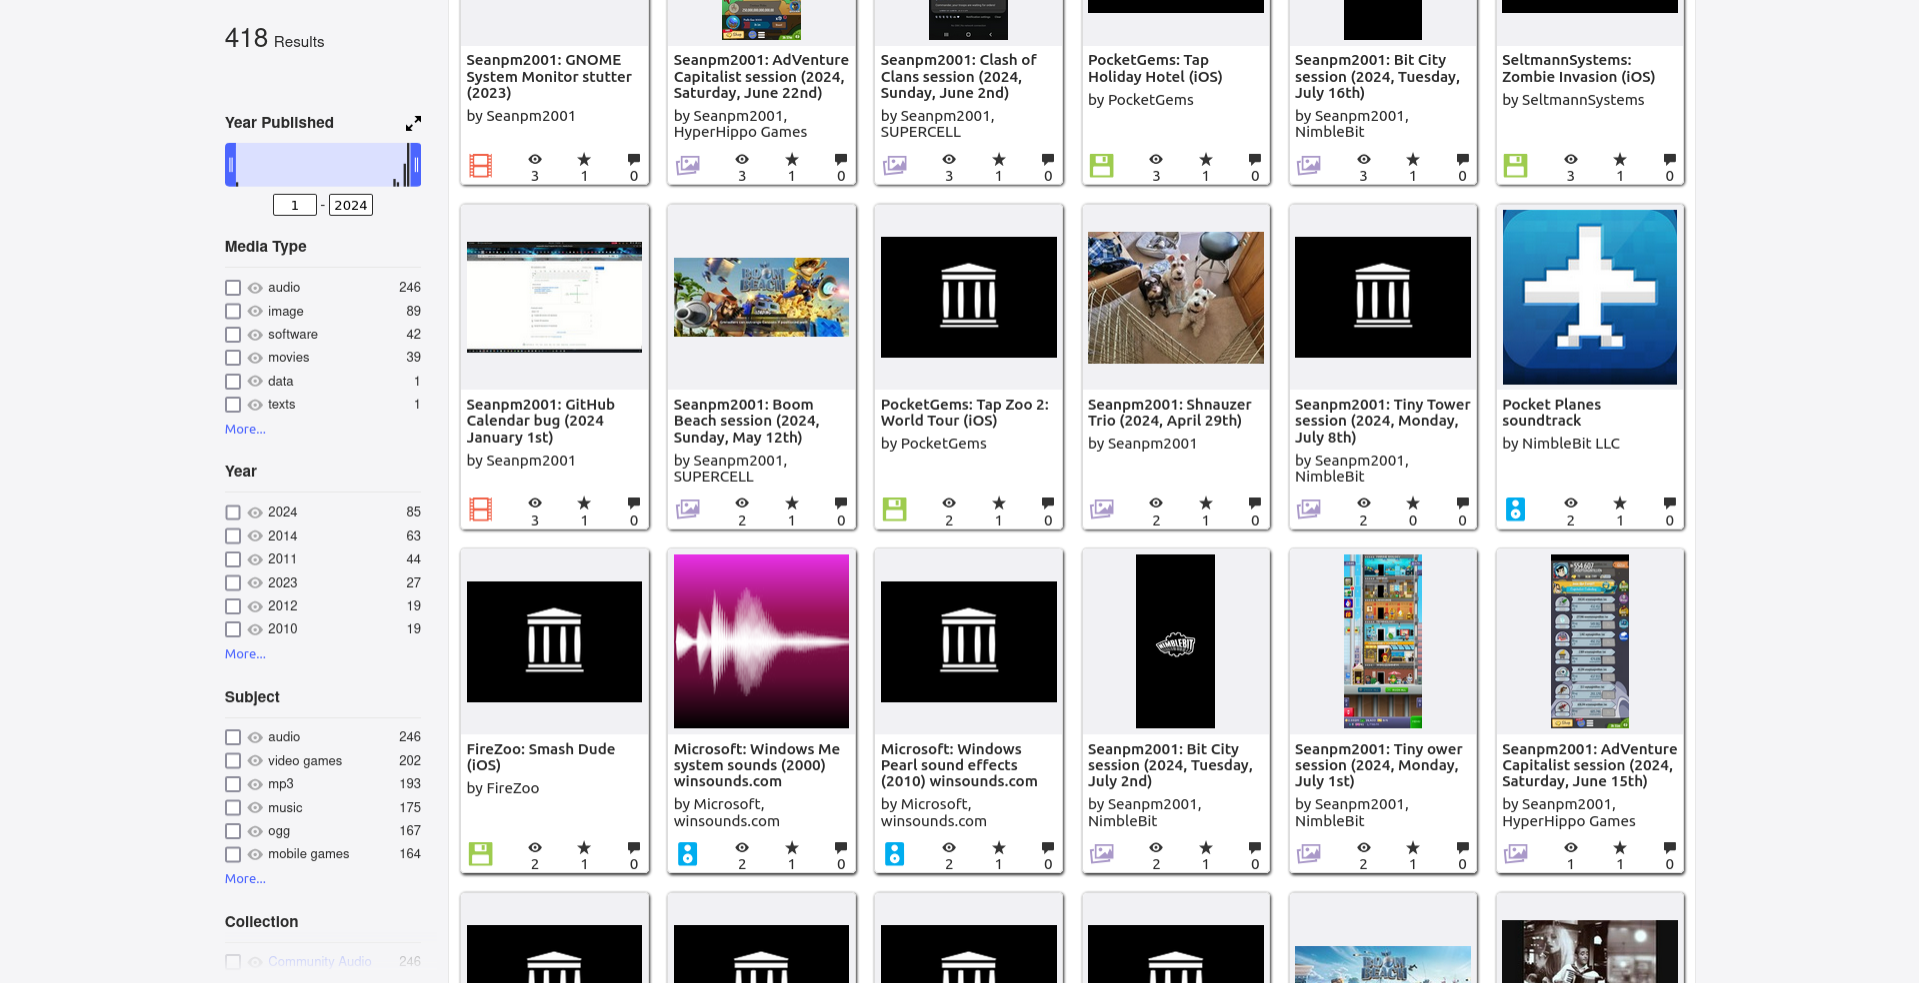 418 Results
Year Published
1 - 2024
Media Type
audio 246
image 89
software 42
movies 39
data 1
texts 1
More...
Year
2024 85
2014 63
2011 44
2023 27
2012 19
2010 19
More...
Subject
audio 246
video games 202
mp3 193
music 175
ogg 167
mobile games 164
More...
Collection
Community Audio 246
Seanpm2001: GNOME
System Monitor stutter
(2023)
by Seanpm2001
3 1 0
Seanpm2001: AdVenture
Capitalist session (2024,
Saturday, June 22nd)
by Seanpm2001,
HyperHippo Games
3 1 0
Seanpm2001: Clash of
Clans session (2024,
Sunday, June 2nd)
by Seanpm2001,
SUPERCELL
3 1 0
PocketGems: Tap
Holiday Hotel (iOS)
by PocketGems
3 1 0
Seanpm2001: Bit City
session (2024, Tuesday,
July 16th)
by Seanpm2001,
NimbleBit
3 1 0
SeltmannSystems:
Zombie Invasion (iOS)
by SeltmannSystems
3 1 0
Seanpm2001: GitHub
Calendar bug (2024
January 1st)
by Seanpm2001
3 1 0
BOOM
BEACH
Seanpm2001: Boom
Beach session (2024,
Sunday, May 12th)
by Seanpm2001,
SUPERCELL
2 1 0
PocketGems: Tap Zoo 2:
World Tour (iOS)
by PocketGems
2 1 0
Seanpm2001: Shnauzer
Trio (2024, April 29th)
by Seanpm2001
2 1 0
Seanpm2001: Tiny Tower
session (2024, Monday,
July 8th)
by Seanpm2001,
NimbleBit
2 0 0
Pocket Planes
soundtrack
by NimbleBit LLC
2 1 0
FireZoo: Smash Dude
(iOS)
by FireZoo
2 1 0
Microsoft: Windows Me
system sounds (2000)
winsounds.com
by Microsoft,
winsounds.com
2 1 0
Microsoft: Windows
Pearl sound effects
(2010) winsounds.com
by Microsoft,
winsounds.com
2 1 0
NIMBLEBIT
Seanpm2001: Bit City
session (2024, Tuesday,
July 2nd)
by Seanpm2001,
NimbleBit
2 1 0
Seanpm2001: Tiny ower
session (2024, Monday,
July 1st)
by Seanpm2001,
NimbleBit
2 1 0
Seanpm2001: AdVenture
Capitalist session (2024,
Saturday, June 15th)
by Seanpm2001,
HyperHippo Games
1 1 0
BOOM
BEACH